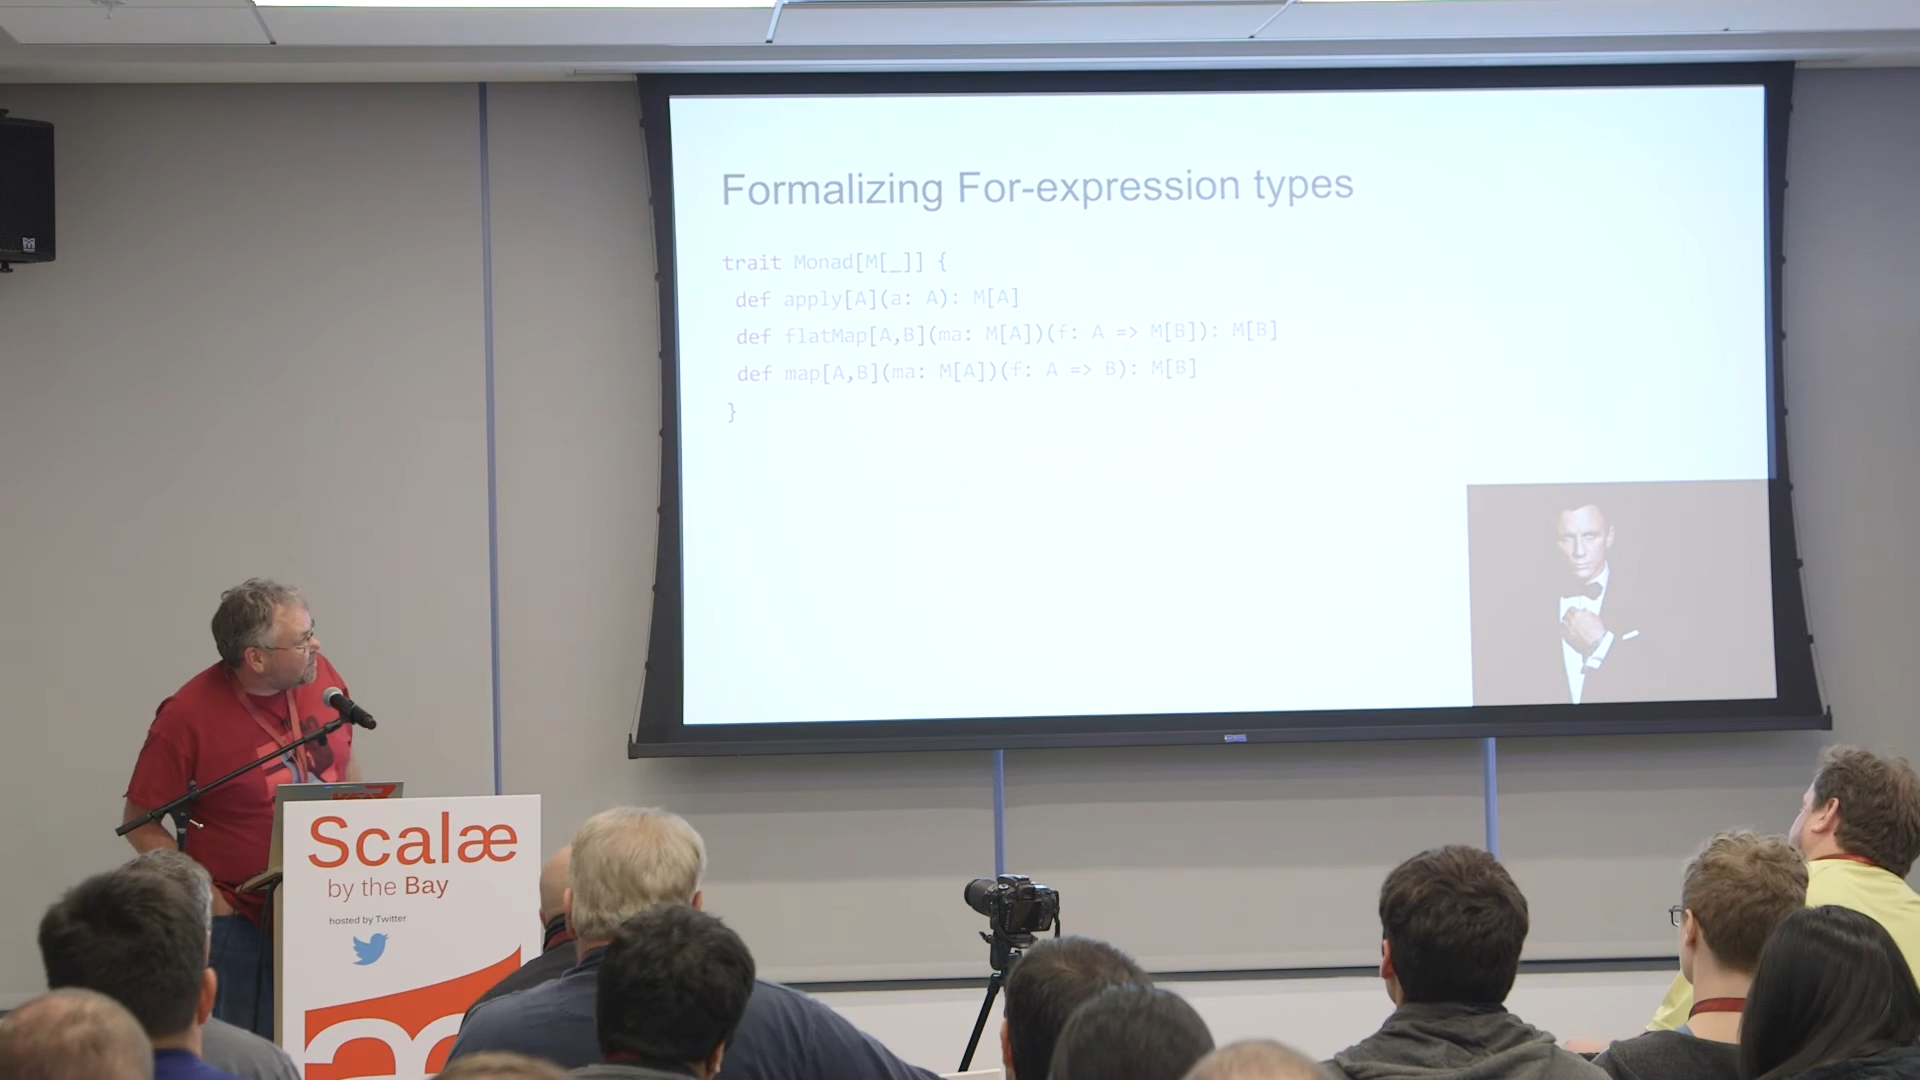 Formalizing For-expression types
trait Monad[M[_]] {
def apply[A](a: A): M[A]
def flatMap[A,B](ma: M[A])(f: A => M[B]): M[B]
def map[A,B](ma: M[A])(f: A => B): M[B]
}
Scalæ
by the Bay
hosted by Twitter
æ